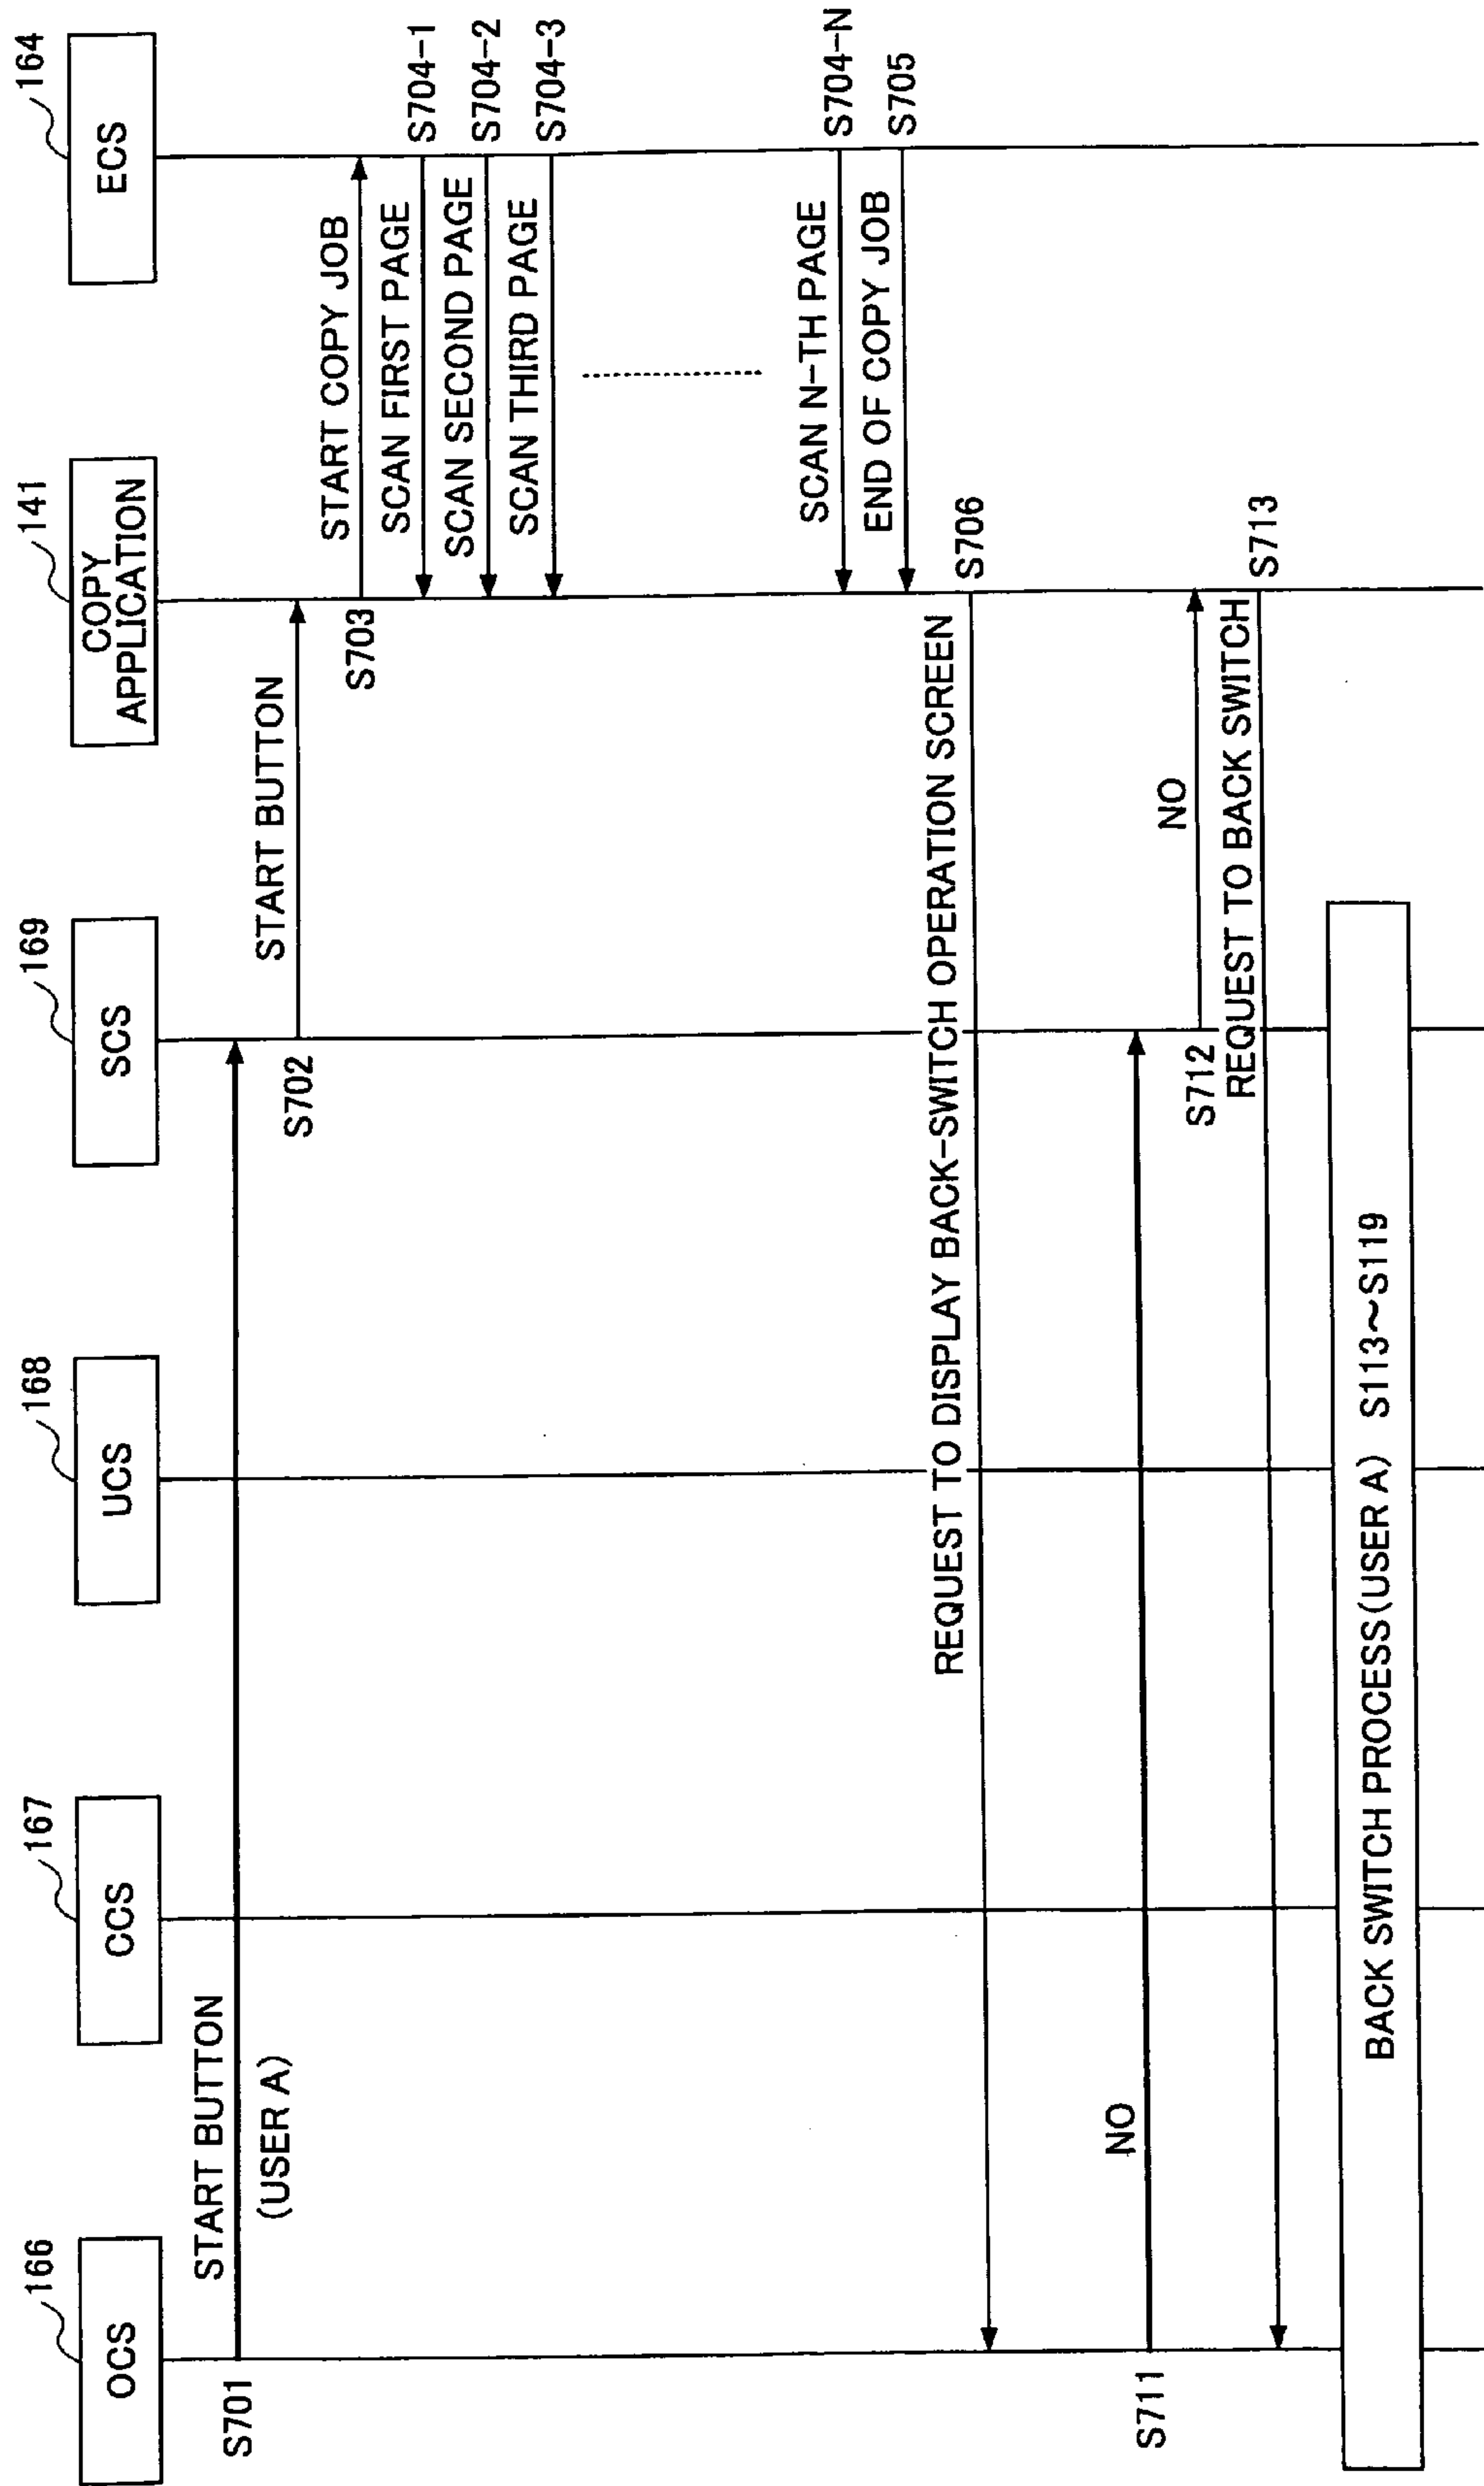 OCS
166
CCS
167
UCS
168
SCS
169
COPY
APPLICATION
141
ECS
164
S701
START BUTTON
(USER A)
S702
START BUTTON
S703
START COPY JOB
SCAN FIRST PAGE
S704-1
SCAN SECOND PAGE
S704-2
SCAN THIRD PAGE
S704-3
SCAN N-TH PAGE
S704-N
END OF COPY JOB
S705
REQUEST TO DISPLAY BACK-SWITCH OPERATION SCREEN
S706
S711
NO
S712
NO
REQUEST TO BACK SWITCH
S713
BACK SWITCH PROCESS(USER A) S113~S119